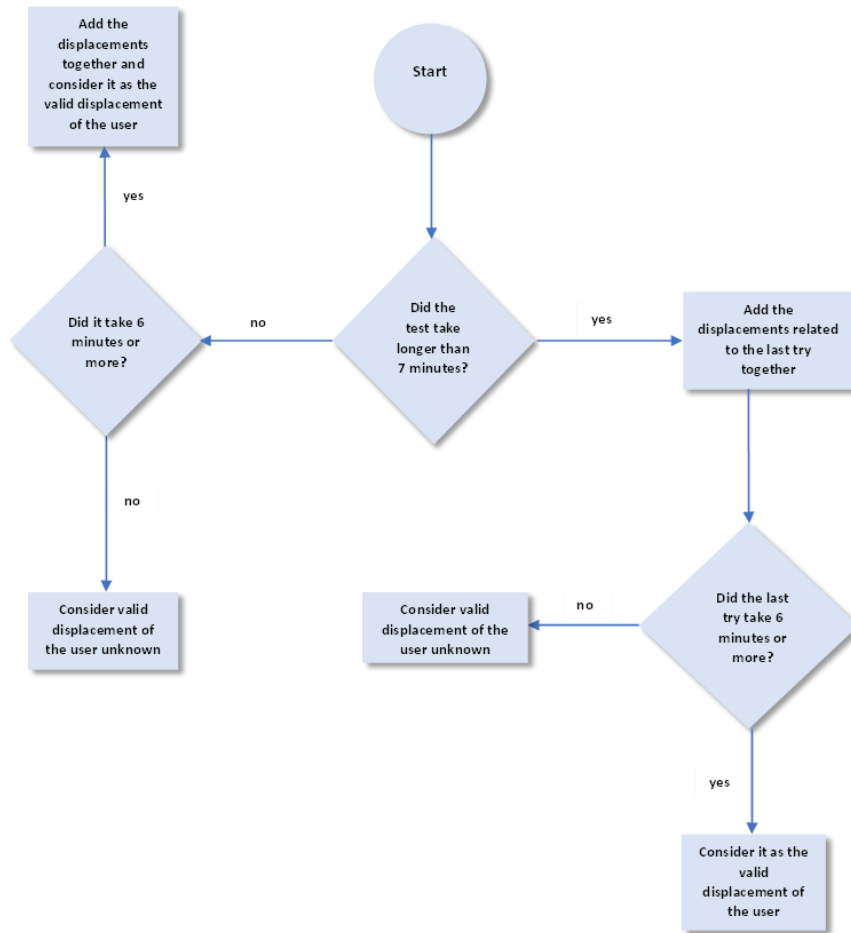 Add the
displacements
together and
consider it as the
valid displacement
of the user
Start
yes
Did it take 6
minutes or
more?
no
Did the
test take
longer than
7 minutes?
yes
Add the
displacements related
to the last try
together
no
Consider valid
displacement of
the user unknown
Consider valid
displacement of the
user unknown
no
Did the last
try take 6
minutes or
more?
yes
Consider it as the
valid
displacement of
the user